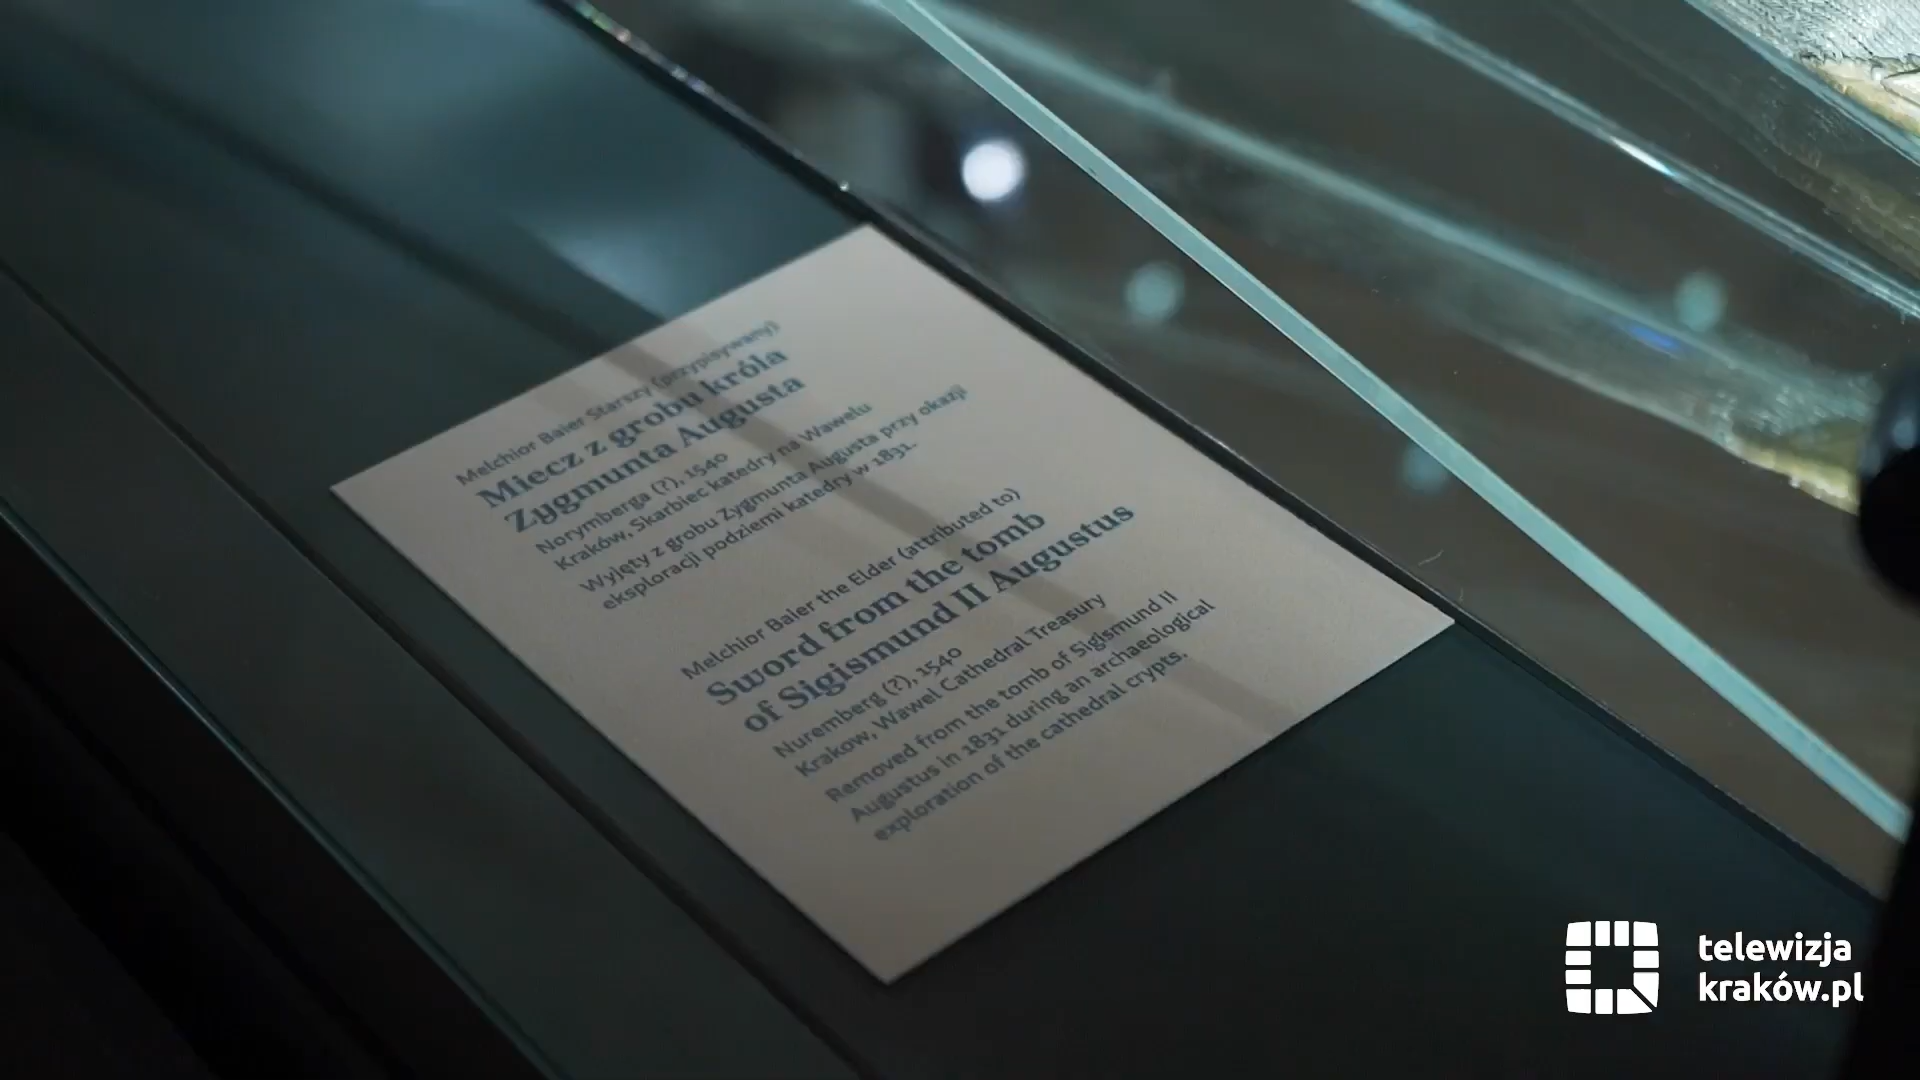 Melchior Baier Starszy (przypisywany)
Miecz z grobu króla
Zygmunta Augusta
Norymberga (?), 1540
Kraków, Skarbiec katedry na Wawelu
Wyjęty z grobu Zygmunta Augusta przy okazji
eksploracji podziemi katedry w 1831.
Melchior Baier the Elder (attributed to)
Sword from the tomb
of Sigismund II Augustus
Nuremberg (?), 1540
Krakow, Wawel Cathedral Treasury
Removed from the tomb of Sigismund II
Augustus in 1831 during an archaeological
exploration of the cathedral crypts.
telewizja
kraków.pl